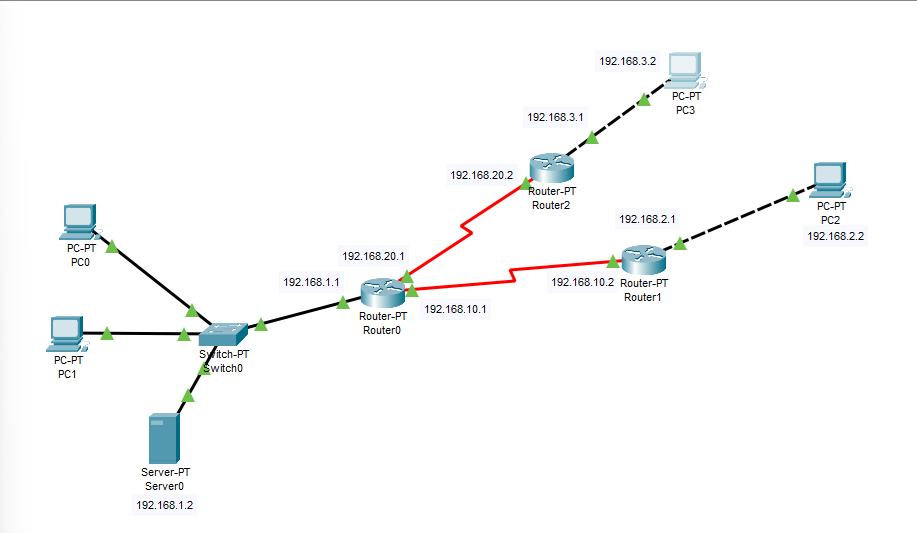 192.168.3.2
PC-PT
PC3
192.168.3.1
192.168.20.2
Router-PT
Router2
PC-PT
PC2
192.168.2.2
192.168.2.1
PC-PT
PC0
192.168.20.1
192.168.1.1
192.168.10.2
Router-PT
Router1
Router-PT
Router0
192.168.10.1
PC-PT
PC1
Switch-PT
Switch0
Server-PT
Server0
192.168.1.2